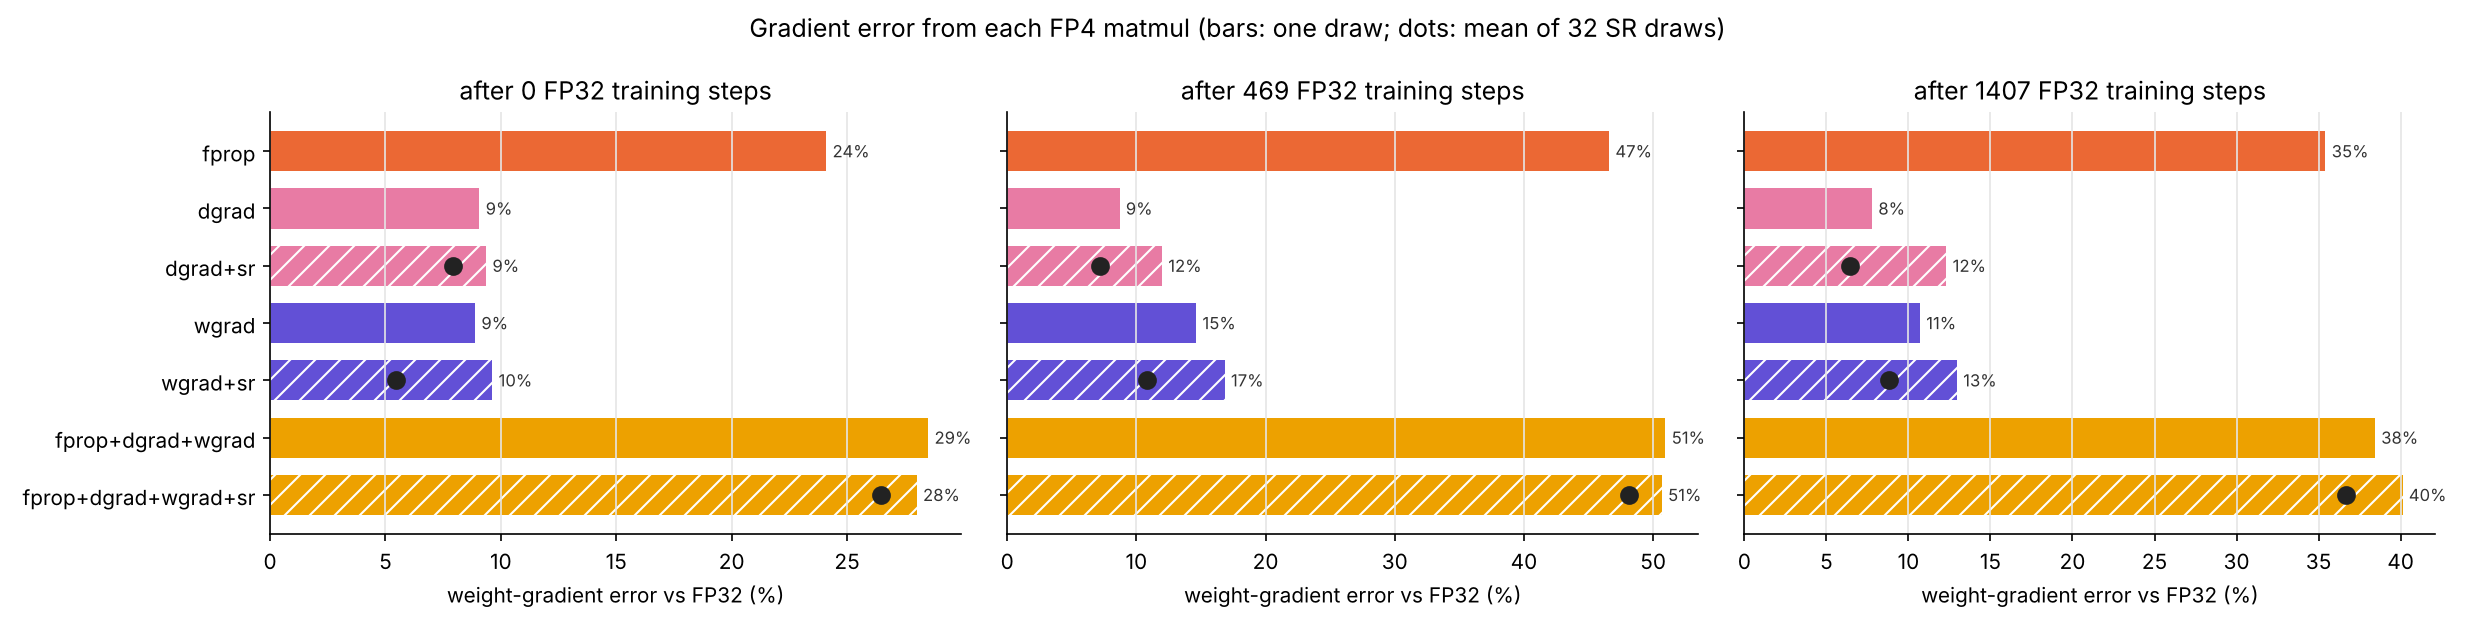 Gradient error from each FP4 matmul (bars: one draw; dots: mean of 32 SR draws)
after 0 FP32 training steps
fprop
24%
dgrad
9%
dgrad+sr
9%
wgrad
9%
wgrad+sr
10%
fprop+dgrad+wgrad
29%
fprop+dgrad+wgrad+sr
28%
0 5 10 15 20 25
weight-gradient error vs FP32 (%)
after 469 FP32 training steps
47%
9%
12%
15%
17%
51%
51%
0 10 20 30 40 50
weight-gradient error vs FP32 (%)
after 1407 FP32 training steps
35%
8%
12%
11%
13%
38%
40%
0 5 10 15 20 25 30 35 40
weight-gradient error vs FP32 (%)